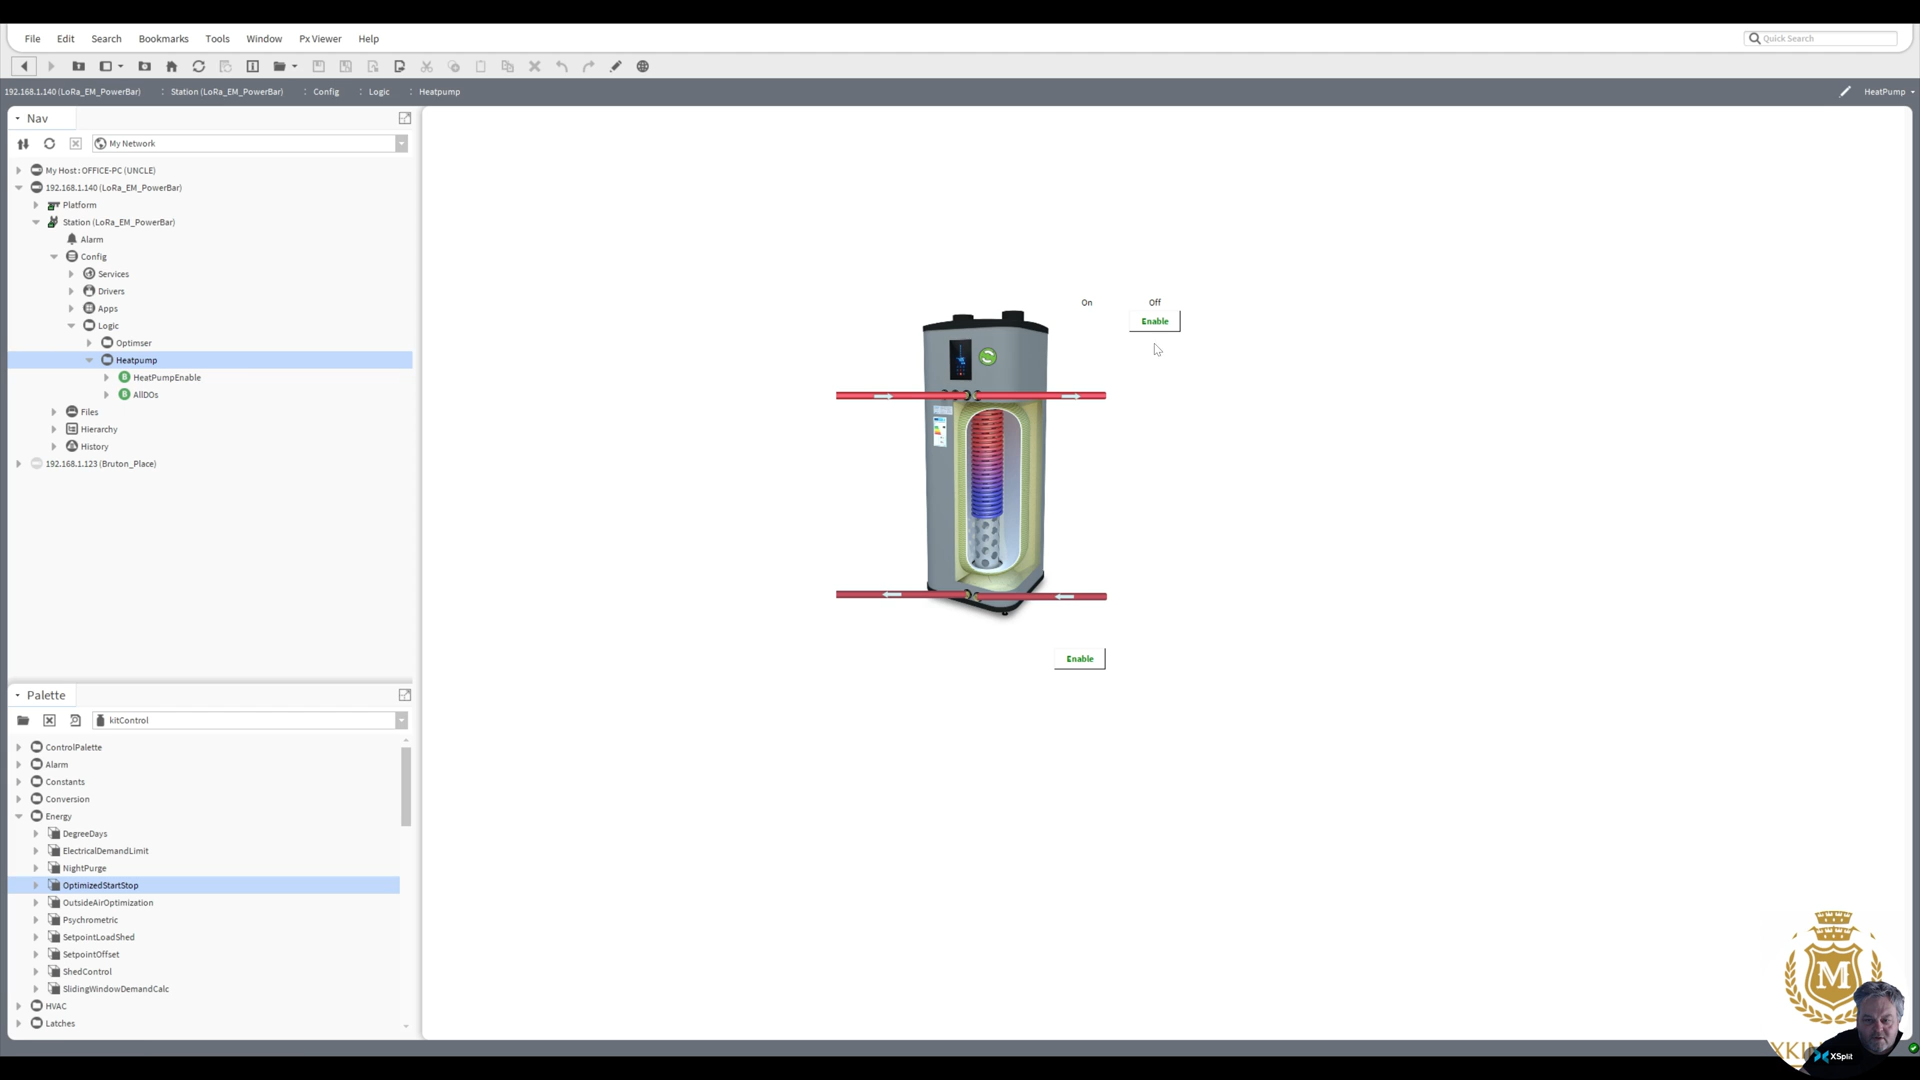 File Edit Search Bookmarks Tools Window Px Viewer Help
Quick Search
192.168.1.140 (LoRa_EM_PowerBar) : Station (LoRa_EM_PowerBar) : Config : Logic : Heatpump
HeatPump
Nav
My Network
My Host : OFFICE-PC (UNCLE)
192.168.1.140 (LoRa_EM_PowerBar)
Platform
Station (LoRa_EM_PowerBar)
Alarm
Config
Services
Drivers
Apps
Logic
Optimser
Heatpump
HeatPumpEnable
AllDOs
Files
Hierarchy
History
192.168.1.123 (Bruton_Place)
Palette
kitControl
ControlPalette
Alarm
Constants
Conversion
Energy
DegreeDays
ElectricalDemandLimit
NightPurge
OptimizedStartStop
OutsideAirOptimization
Psychrometric
SetpointLoadShed
SetpointOffset
ShedControl
SlidingWindowDemandCalc
HVAC
Latches
On Off
Enable
Enable
M
XSplit